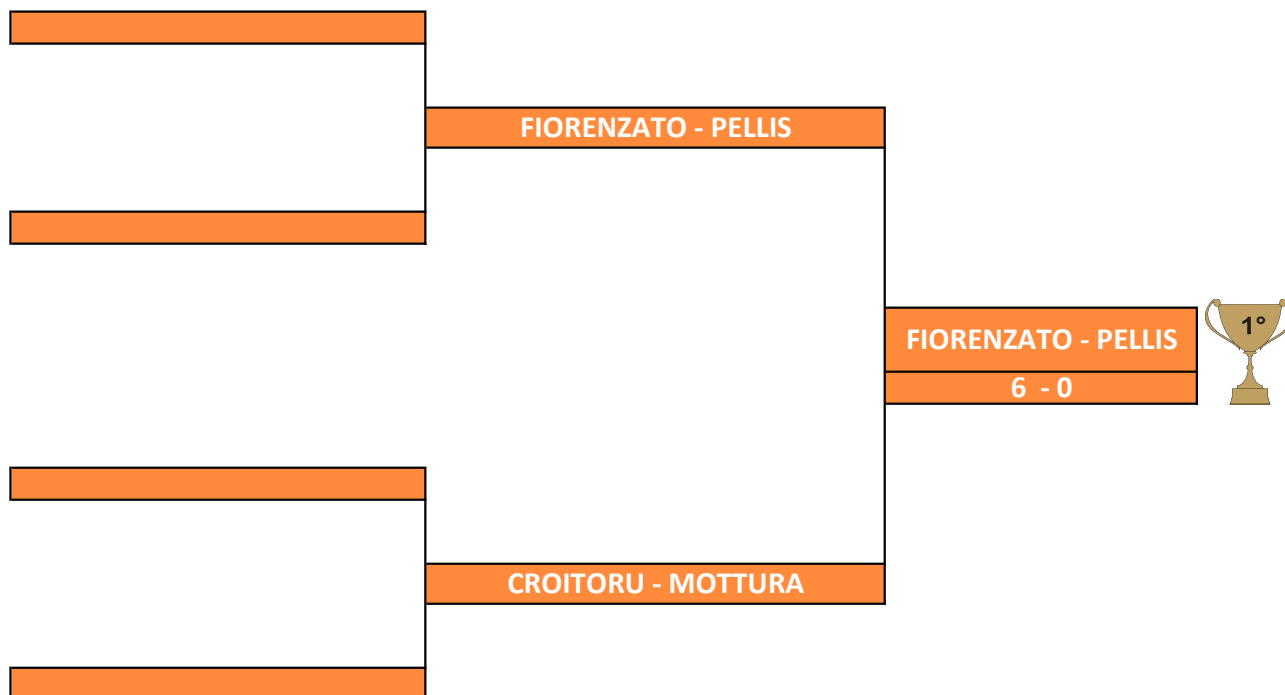 FIORENZATO - PELLIS
FIORENZATO - PELLIS
1°
6 - 0
CROITORU - MOTTURA